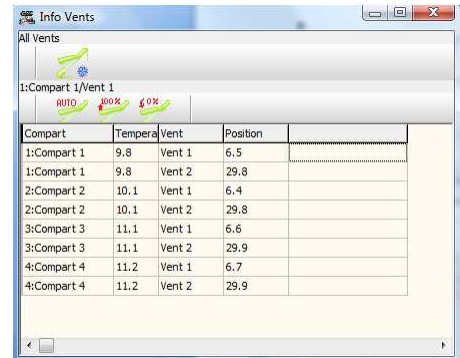 Info Vents
All Vents
1:Compart 1/Vent 1
AUTO 100% 0%
Compart Tempera Vent Position
1:Compart 1 9.8 Vent 1 6.5
1:Compart 1 9.8 Vent 2 29.8
2:Compart 2 10.1 Vent 1 6.4
2:Compart 2 10.1 Vent 2 29.8
3:Compart 3 11.1 Vent 1 6.6
3:Compart 3 11.1 Vent 2 29.9
4:Compart 4 11.2 Vent 1 6.7
4:Compart 4 11.2 Vent 2 29.9